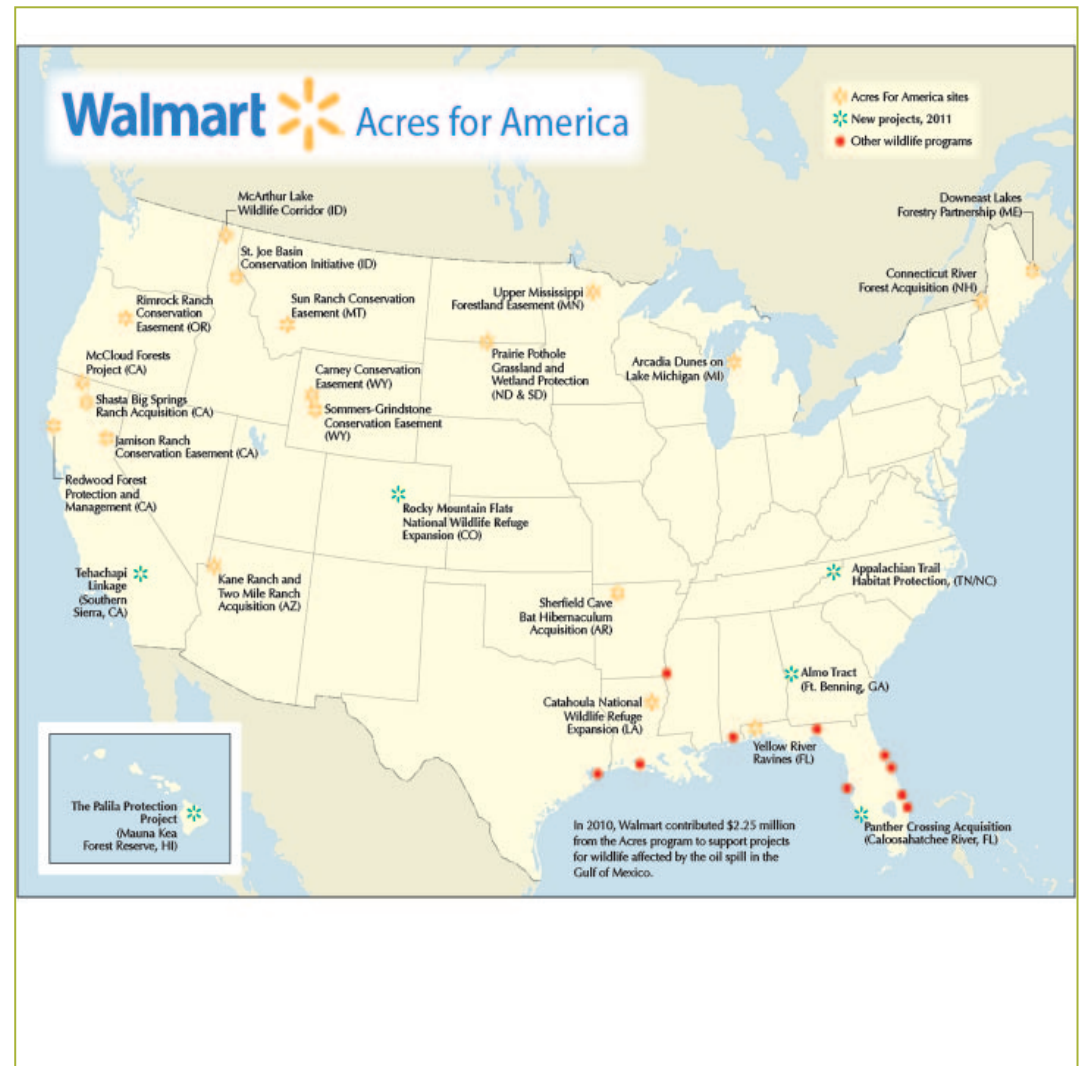 Walmart Acres for America
Acres For America sites
New projects, 2011
Other wildlife programs
McArthur Lake
Wildlife Corridor (ID)
Downeast Lakes
Forestry Partnership (ME)
St. Joe Basin
Conservation Initiative (ID)
Connecticut River
Forest Acquisition (NH)
Rimrock Ranch
Conservation
Easement (OR)
Sun Ranch Conservation
Easement (MT)
Upper Mississippi
Forestland Easement (MN)
McCloud Forests
Project (CA)
Carney Conservation
Easement (WY)
Prairie Pothole
Grassland and
Wetland Protection
(ND & SD)
Arcadia Dunes on
Lake Michigan (MI)
Shasta Big Springs
Ranch Acquisition (CA)
Sommers-Grindstone
Conservation Easement
(WY)
Jamison Ranch
Conservation Easement (CA)
Redwood Forest
Protection and
Management (CA)
Rocky Mountain Flats
National Wildlife Refuge
Expansion (CO)
Tehachapi
Linkage
(Southern
Sierra, CA)
Kane Ranch and
Two Mile Ranch
Acquisition (AZ)
Appalachian Trail
Habitat Protection, (TN/NC)
Sherfield Cave
Bat Hibernaculum
Acquisition (AR)
Almo Tract
(Ft. Benning, GA)
Catahoula National
Wildlife Refuge
Expansion (LA)
Yellow River
Ravines (FL)
The Palila Protection
Project
(Mauna Kea
Forest Reserve, HI)
In 2010, Walmart contributed $2.25 million
from the Acres program to support projects
for wildlife affected by the oil spill in the
Gulf of Mexico.
Panther Crossing Acquisition
(Caloosahatchee River, FL)